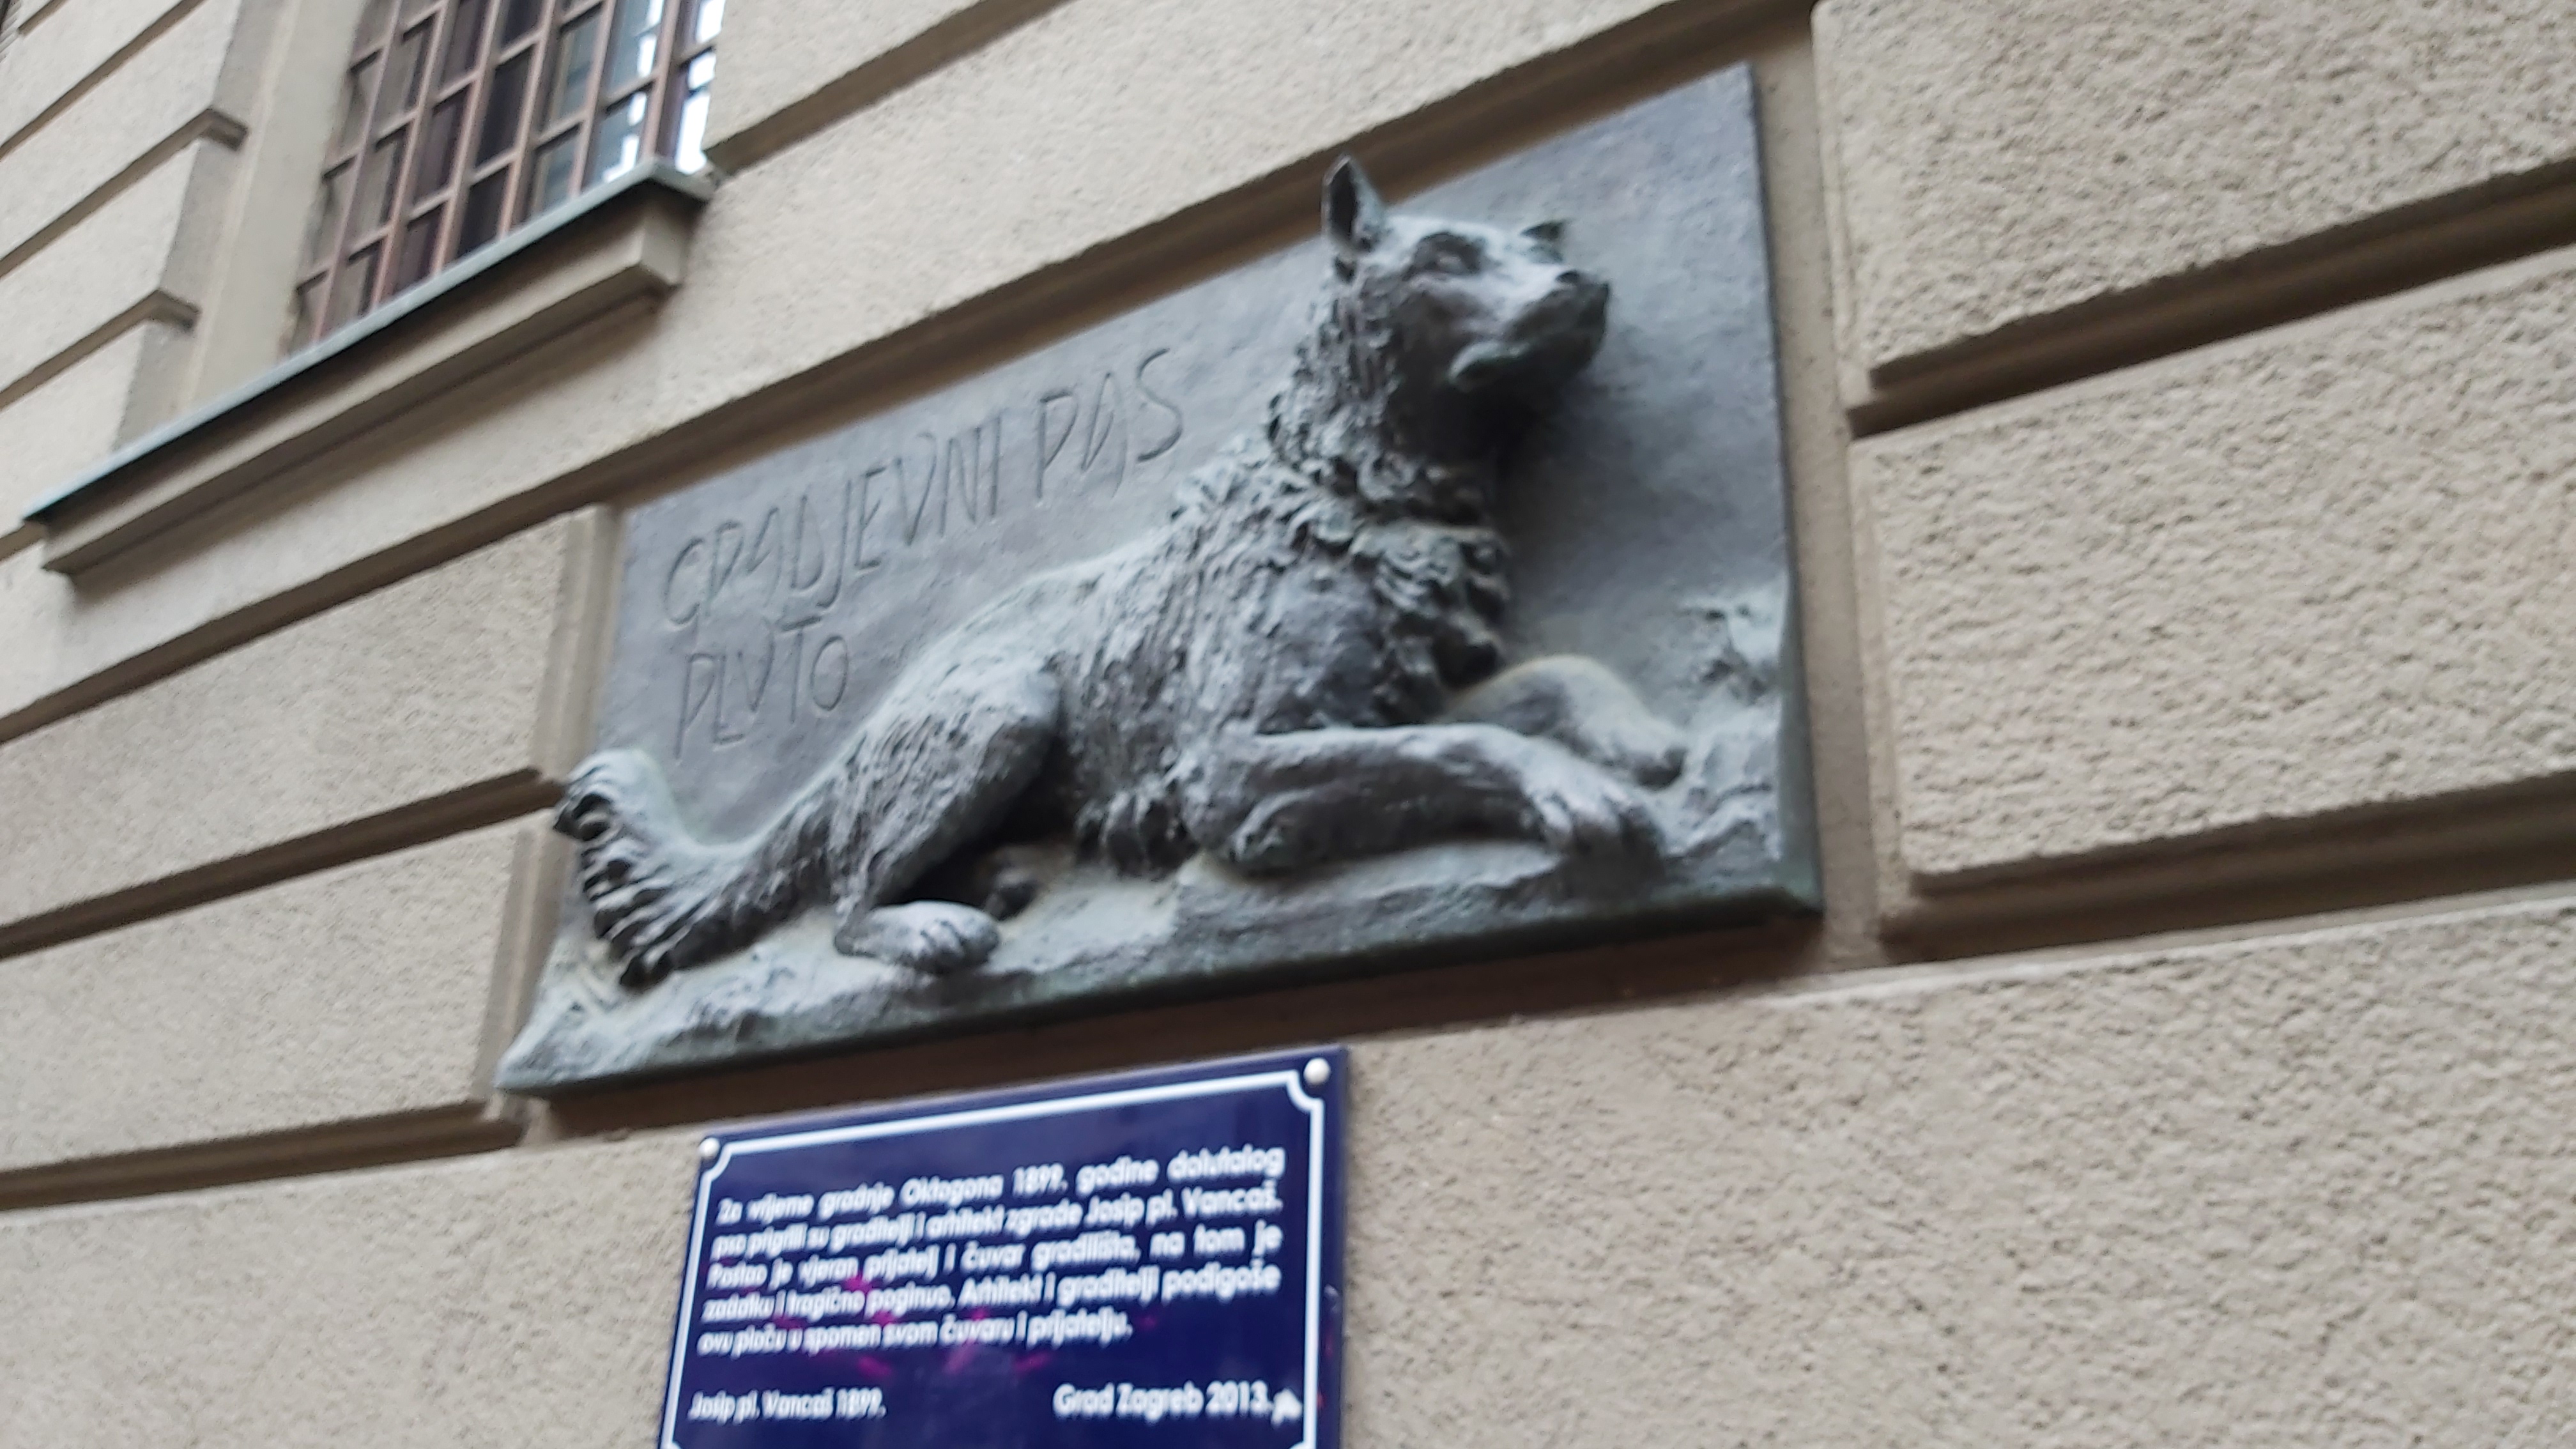 GRADJEVNI PAS
PLUTO
Za vrijeme gradnje Oktogona 1899. godine dolutalog
psa pripitili su graditelji i arhitekt zgrade Josip pl. Vancaš.
Postao je vjeran prijatelj i čuvar gradilišta, na tom je
zadatku i tragično poginuo. Arhitekt i graditelji podigoše
ovu ploču u spomen svom čuvaru i prijatelju.
Josip pl. Vancaš 1899.
Grad Zagreb 2013.